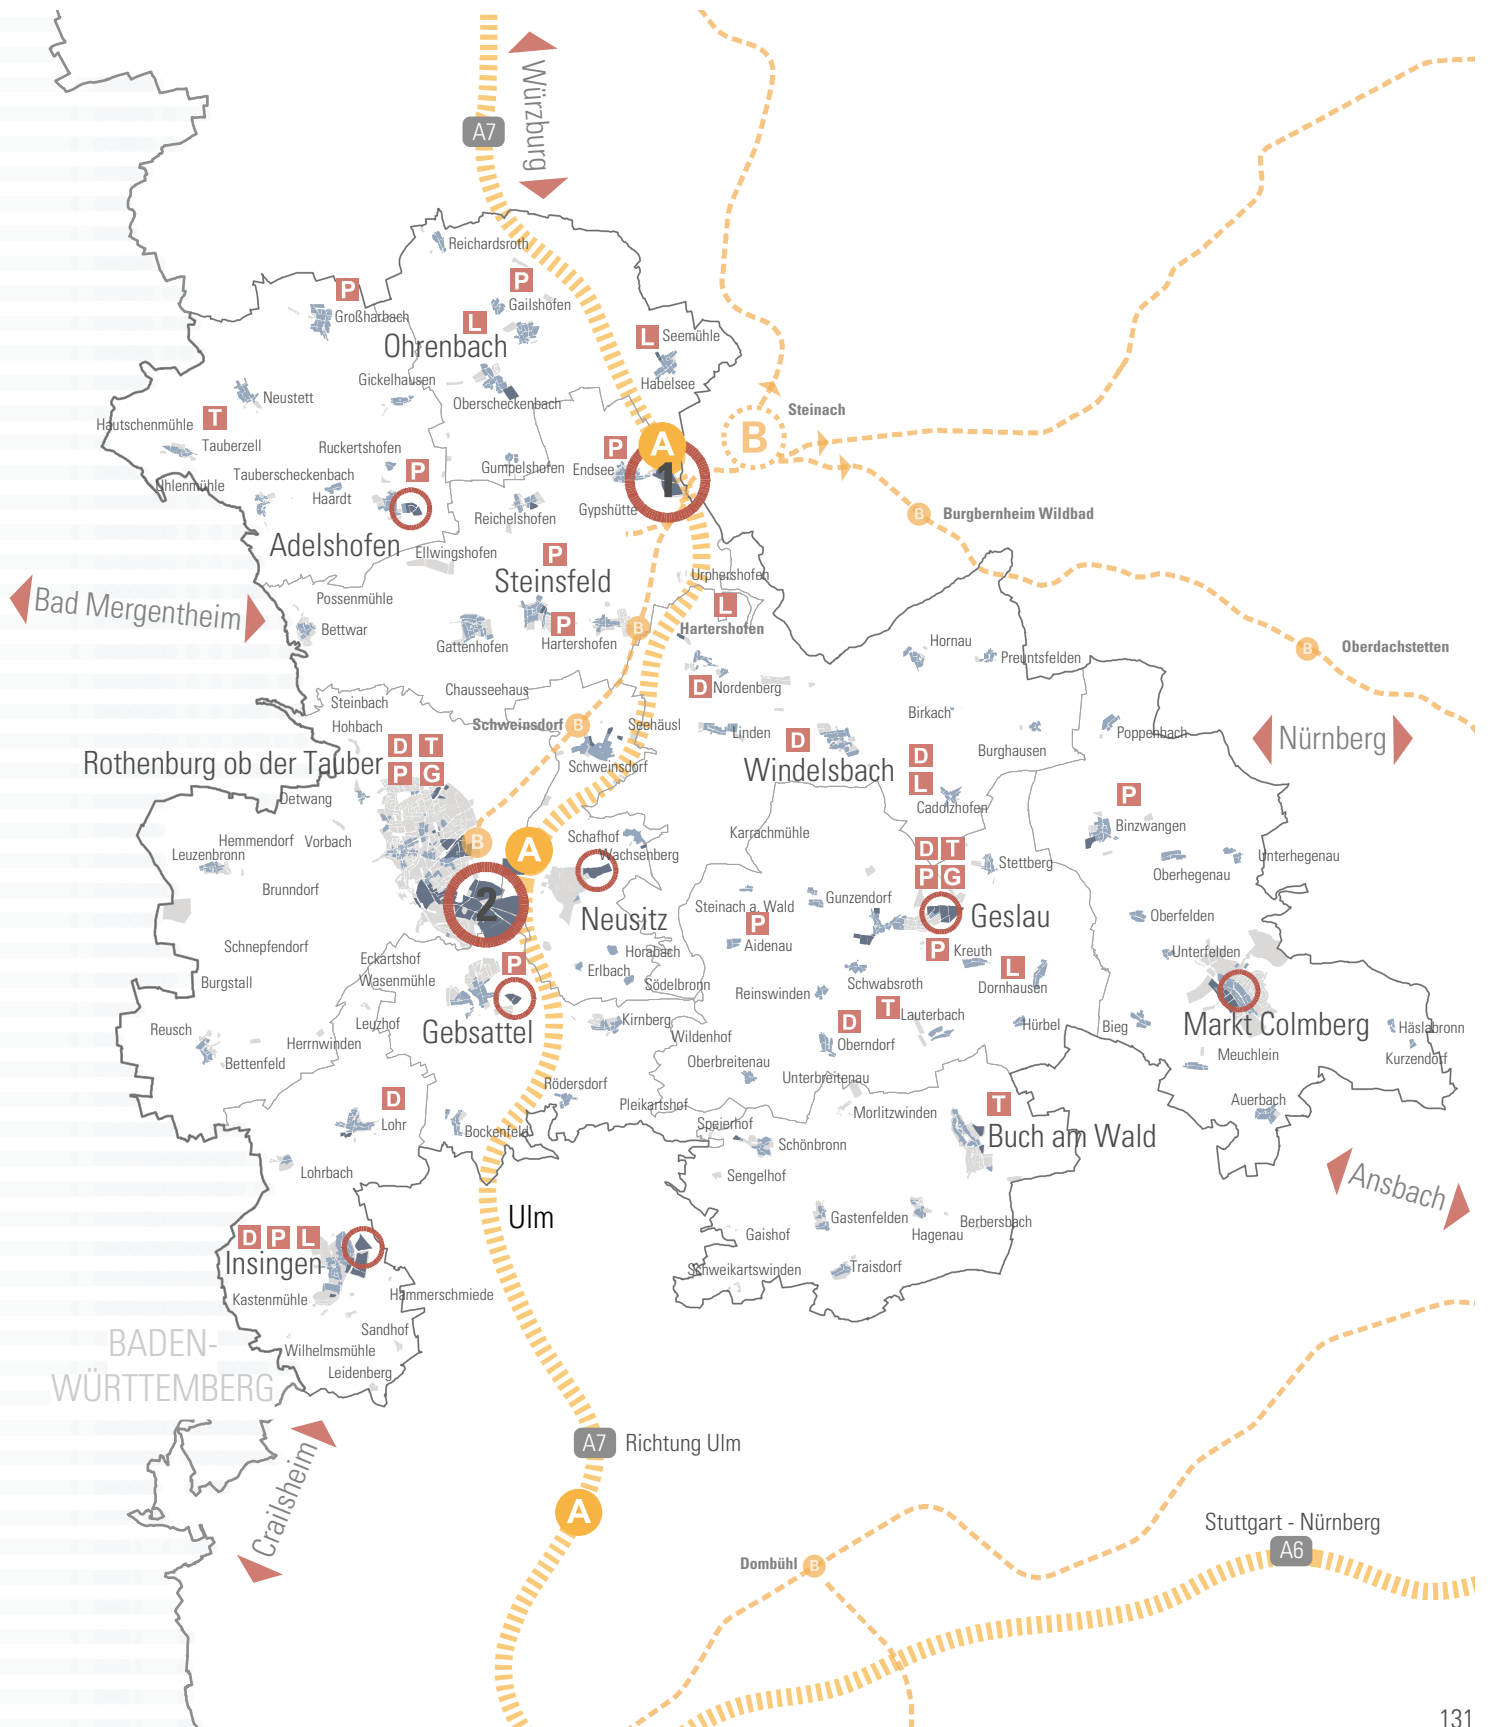 A7
Würzburg
Reichardsroth
P
Gailshofen
P
Großharbach
L
Ohrenbach
L
Seemühle
Habelsee
Gickelhausen
Oberscheckenbach
Neustett
T
Hautschenmühle
Tauberzell
Steinach
B
A
1
P
Endsee
Ruckertshofen
Gumpelshofen
Tauberscheckenbach
P
Uhlenmühle
Haardt
Reichelshofen
Gypshütte
Burgbernheim Wildbad
B
Adelshofen
Ellwingshofen
P
Steinsfeld
Urphershofen
Bad Mergentheim
Possenmühle
L
Bettwar
P
Hartershofen
B
Hartershofen
Gattenhofen
Hornau
Preuntsfelden
B
Oberdachstetten
D
Nordenberg
Chausseehaus
Steinbach
Hohbach
Schweinsdorf
B
Seehäusl
Linden
Birkach"
Poppenbach
Nürnberg
D T
P G
Rothenburg ob der Tauber
Schweinsdorf
D
Windelsbach
Burghausen
D
L
Cadolzhofen
P
Binzwangen
Detwang
Hemmendorf
Vorbach
Leuzenbronn
B
A
Schafhof
Wachsenberg
Karrachmühle
D T
P G
Stettberg
Unterhegenau
Oberhegenau
Brunndorf
2
Neusitz
Steinach a. Wald
Gunzendorf
P
Aidenau
Geslau
Oberfelden
Schnepfendorf
Eckartshof
Wasenmühle
P
Horabach
Erlbach
Södelbronn
P
Kreuth
L
Dornhausen
Unterfelden
Burgstall
Reinswinden
Schwabsroth
T
Lauterbach
Gebsattel
Kirnberg
D
Oberndorf
Hürbel
Bieg
Markt Colmberg
Häslabronn
Reusch
Leuzhof
Herrnwinden
Bettenfeld
Wildenhof
Oberbreitenau
Meuchlein
Kurzendorf
Unterbreitenau
Rödersdorf
D
Lohr
Pleikartshof
Morlitzwinden
T
Buch am Wald
Auerbach
Bockenfeld
Speierhof
Schönbronn
Lohrbach
Sengelhof
Ansbach
Ulm
Gastenfelden
Berbersbach
D P L
Insingen
Gaishof
Hagenau
Schweikartswinden
Traisdorf
Kastenmühle
Hammerschmiede
Sandhof
BADEN-
WÜRTTEMBERG
Wilhelmsmühle
Leidenberg
Crailsheim
A7
Richtung Ulm
A
Stuttgart - Nürnberg
A6
Dombühl
B
131